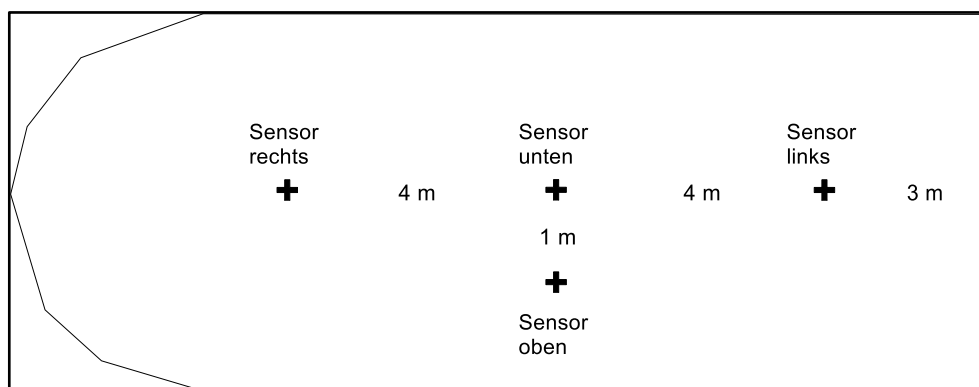 Sensor
rechts
Sensor
unten
Sensor
links
4 m
4 m
3 m
1 m
Sensor
oben